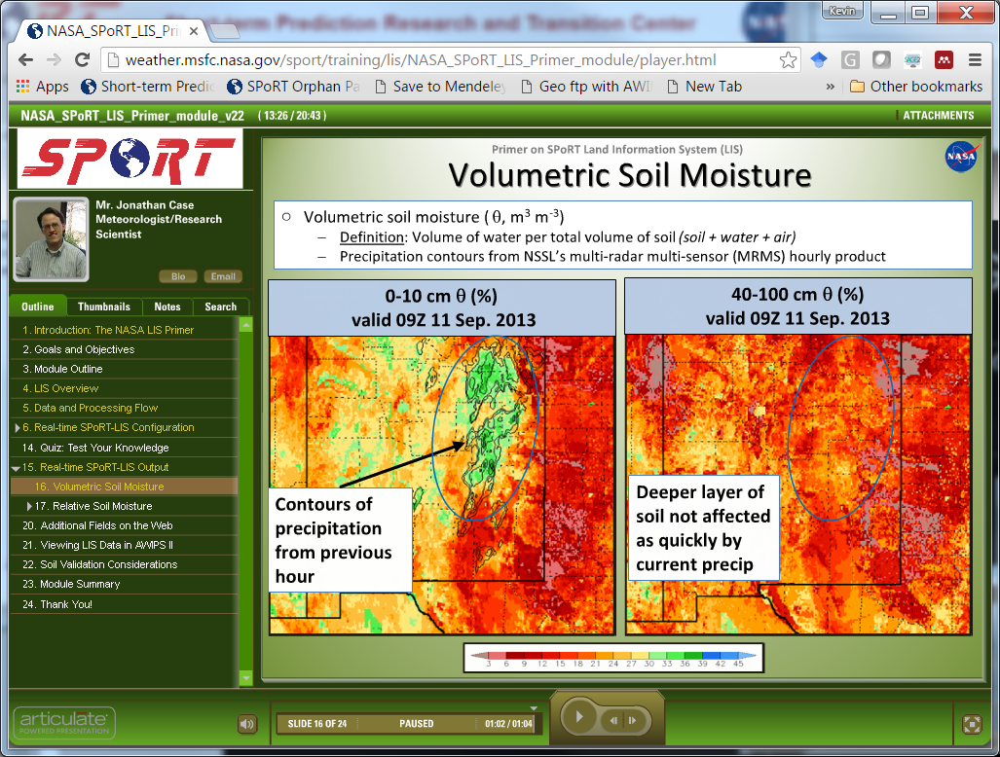 Short-term Prediction Research and Transition Center
Kevin
NASA_SPoRT_LIS_Pri
weather.msfc.nasa.gov/sport/training/lis/NASA_SPoRT_LIS_Primer_module/player.html
Apps
Short-term Predic
SPoRT Orphan Pa
Save to Mendeley
Geo ftp with AWI
New Tab
»
Other bookmarks
NASA_SPoRT_LIS_Primer_module_v22 ( 13:26 / 20:43 )
ATTACHMENTS
SPORT
Mr. Jonathan Case
Meteorologist/Research
Scientist
Bio
Email
Outline Thumbnails Notes Search
1. Introduction: The NASA LIS Primer
2. Goals and Objectives
3. Module Outline
4. LIS Overview
5. Data and Processing Flow
6. Real-time SPoRT-LIS Configuration
14. Quiz: Test Your Knowledge
15. Real-time SPoRT-LIS Output
16. Volumetric Soil Moisture
17. Relative Soil Moisture
20. Additional Fields on the Web
21. Viewing LIS Data in AWIPS II
22. Soil Validation Considerations
23. Module Summary
24. Thank You!
Primer on SPoRT Land Information System (LIS)
NASA
Volumetric Soil Moisture
○ Volumetric soil moisture ( θ, m³ m⁻³)
– Definition: Volume of water per total volume of soil (soil + water + air)
– Precipitation contours from NSSL's multi-radar multi-sensor (MRMS) hourly product
0-10 cm θ (%)
valid 09Z 11 Sep. 2013
40-100 cm θ (%)
valid 09Z 11 Sep. 2013
Contours of
precipitation
from previous
hour
Deeper layer of
soil not affected
as quickly by
current precip
3 6 9 12 15 18 21 24 27 30 33 36 39 42 45
articulate
POWERED PRESENTATION
SLIDE 16 OF 24
PAUSED
01:02 / 01:04